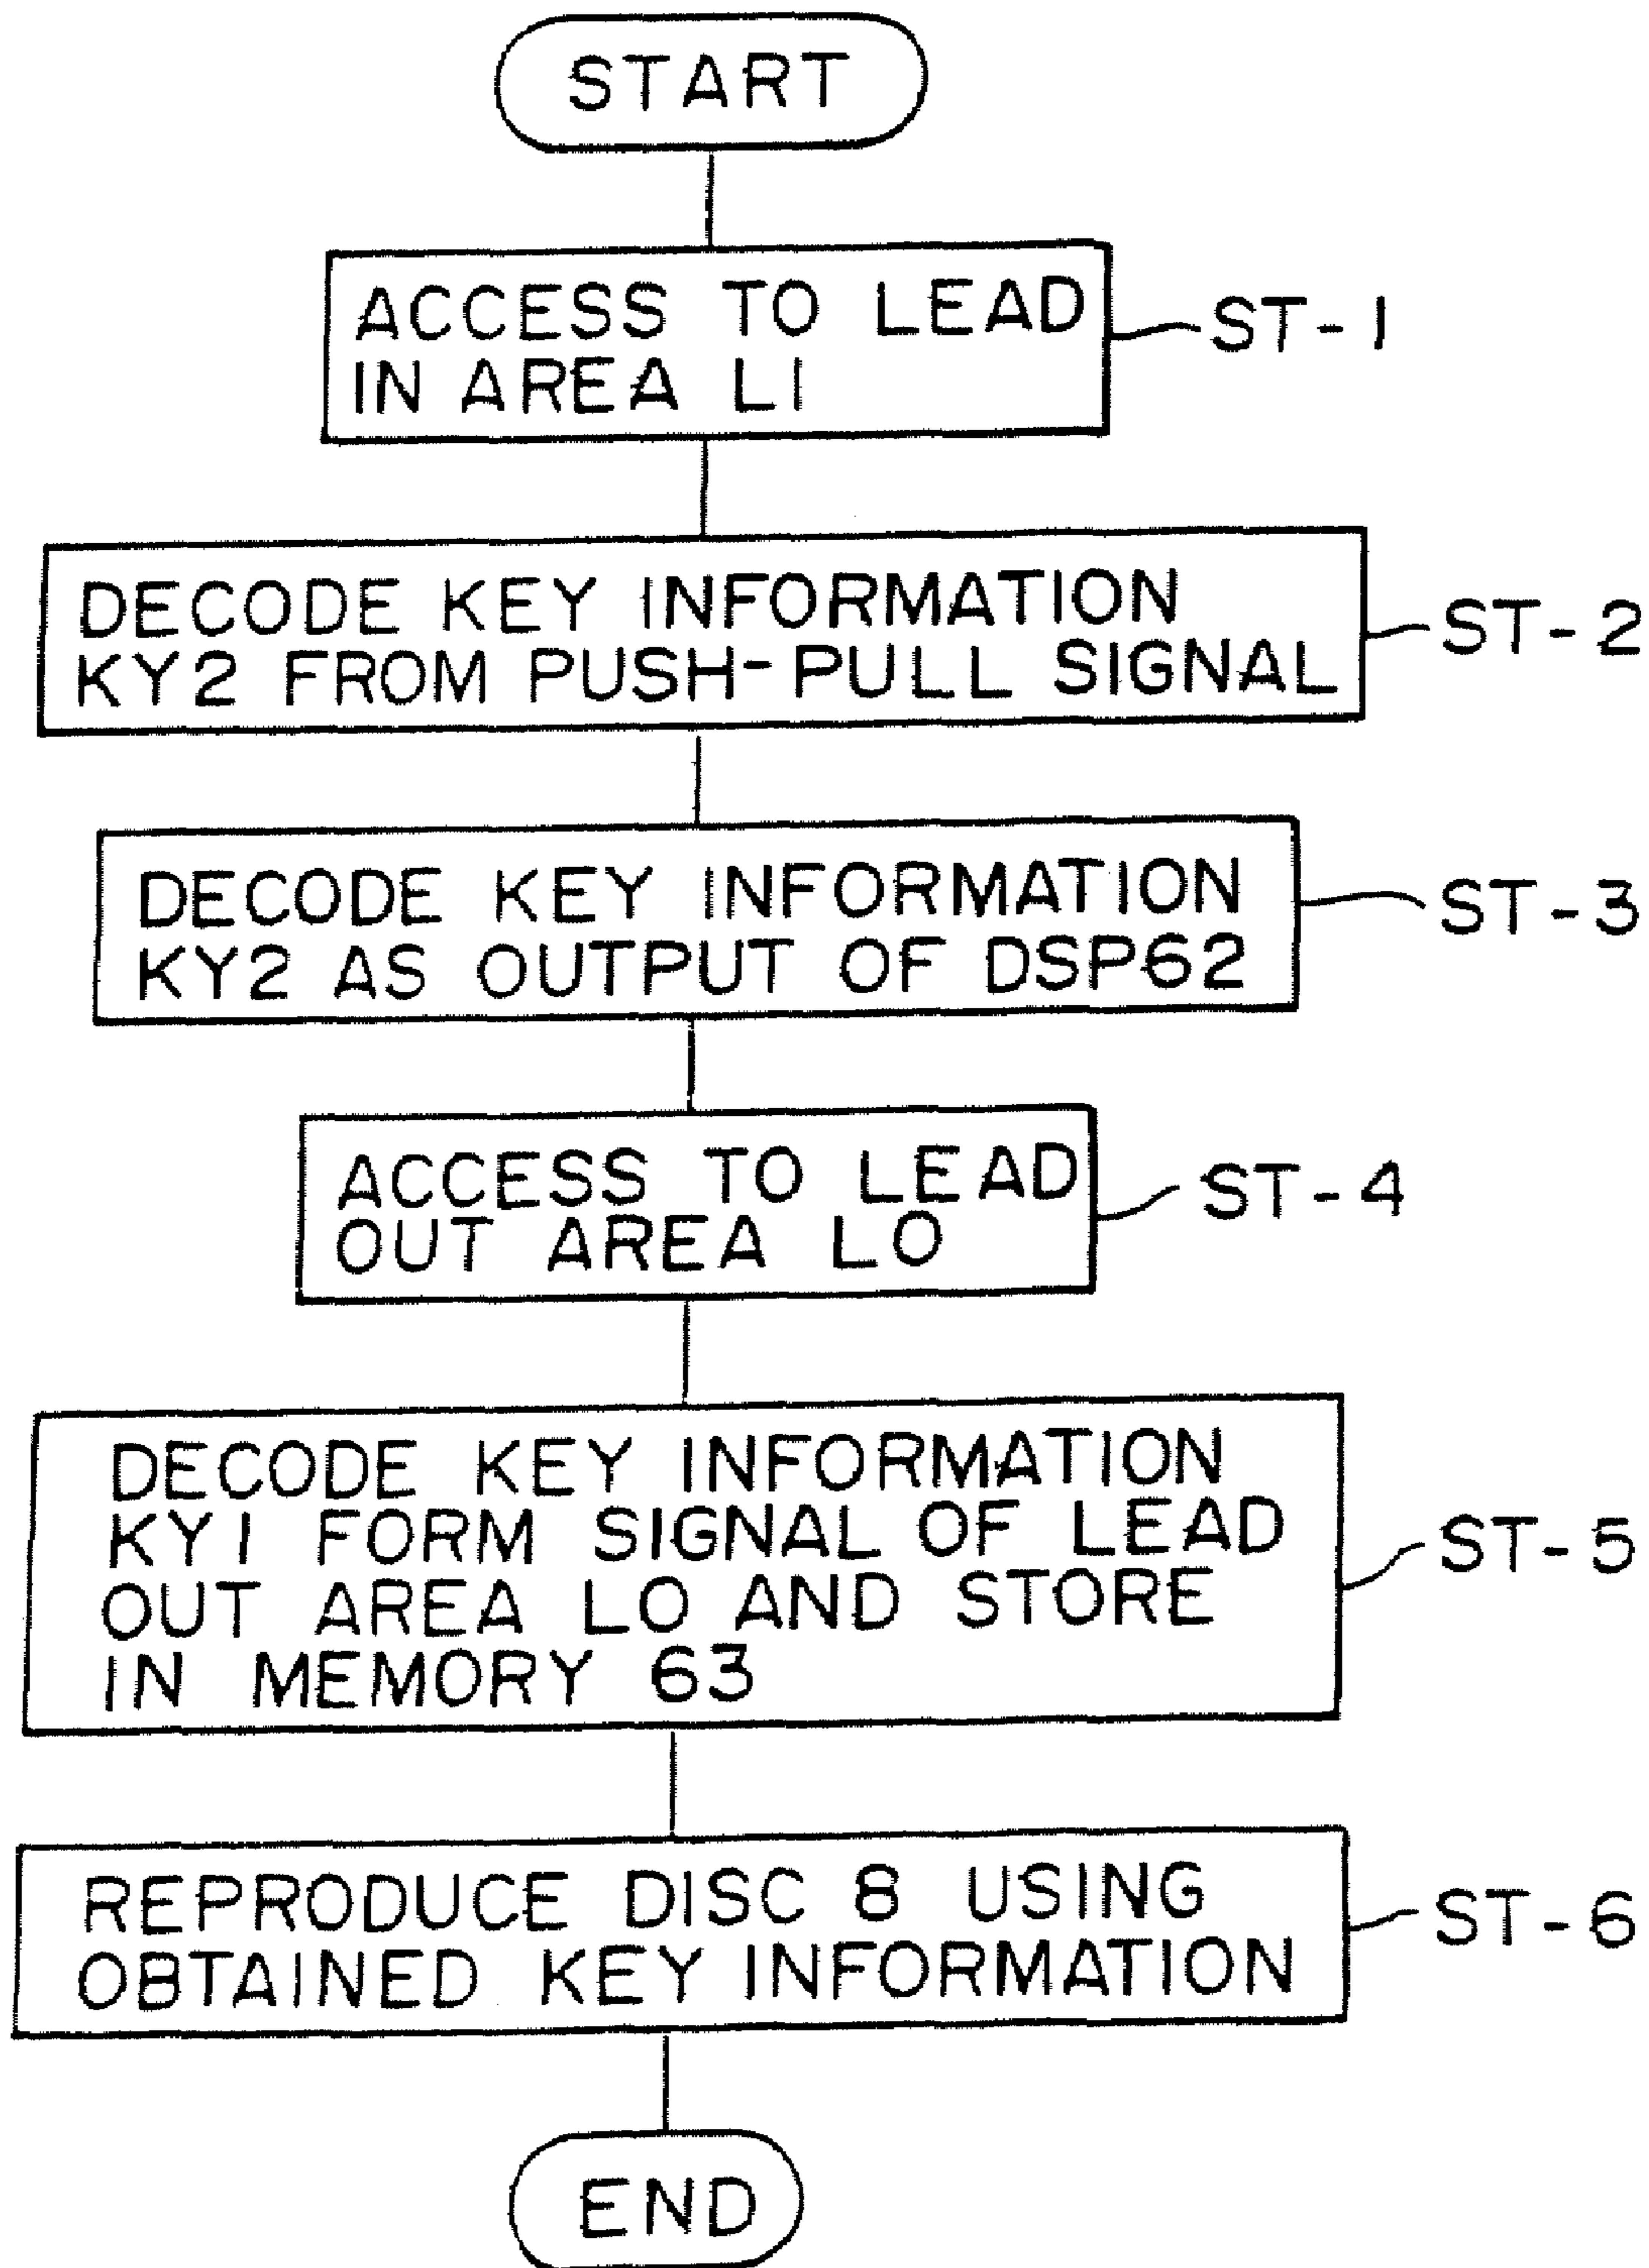 START
ACCESS TO LEAD
IN AREA LI
ST-1
DECODE KEY INFORMATION
KY2 FROM PUSH-PULL SIGNAL
ST-2
DECODE KEY INFORMATION
KY2 AS OUTPUT OF DSP62
ST-3
ACCESS TO LEAD
OUT AREA LO
ST-4
DECODE KEY INFORMATION
KY1 FORM SIGNAL OF LEAD
OUT AREA LO AND STORE
IN MEMORY 63
ST-5
REPRODUCE DISC 8 USING
OBTAINED KEY INFORMATION
ST-6
END